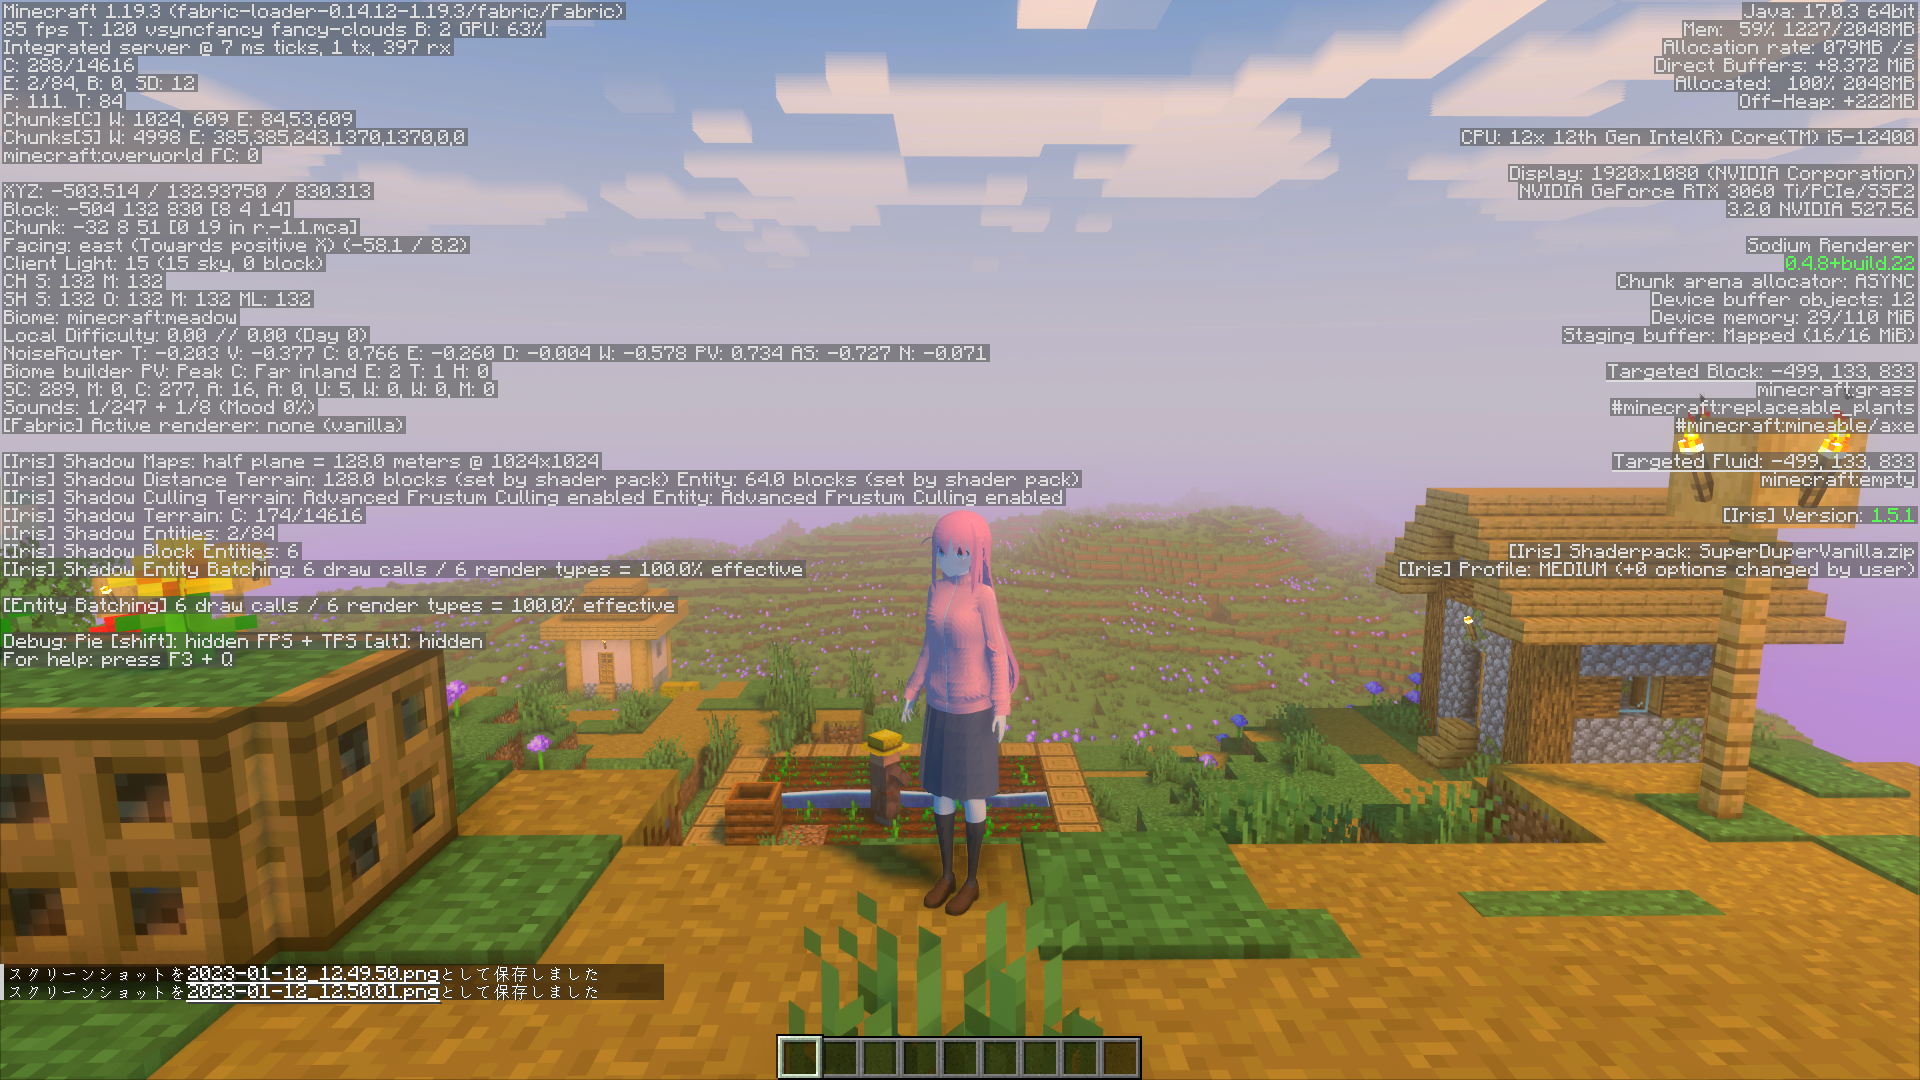 Minecraft 1.19.3 (fabric-loader-0.14.12-1.19.3/fabric/Fabric)
85 fps T: 120 vsyncfancy fancy-clouds B: 2 GPU: 63%
Integrated server @ 7 ms ticks, 1 tx, 397 rx
C: 288/14616
E: 2/84, B: 0, SD: 12
P: 111. T: 84
Chunks[C] W: 1024, 609 E: 84,53,609
Chunks[S] W: 4998 E: 385,385,243,1370,1370,0,0
minecraft:overworld FC: 0
XYZ: -503.514 / 132.93750 / 830.313
Block: -504 132 830 [8 4 14]
Chunk: -32 8 51 [0 19 in r.-1.1.mca]
Facing: east (Towards positive X) (-58.1 / 8.2)
Client Light: 15 (15 sky, 0 block)
CH S: 132 M: 132
SH S: 132 O: 132 M: 132 ML: 132
Biome: minecraft:meadow
Local Difficulty: 0.00 // 0.00 (Day 0)
NoiseRouter T: -0.203 V: -0.377 C: 0.766 E: -0.260 D: -0.004 W: -0.578 PV: 0.734 AS: -0.727 N: -0.071
Biome builder PV: Peak C: Far inland E: 2 T: 1 H: 0
SC: 289, M: 0, C: 277, A: 16, A: 0, U: 5, W: 0, W: 0, M: 0
Sounds: 1/247 + 1/8 (Mood 0%)
[Fabric] Active renderer: none (vanilla)
[Iris] Shadow Maps: half plane = 128.0 meters @ 1024x1024
[Iris] Shadow Distance Terrain: 128.0 blocks (set by shader pack) Entity: 64.0 blocks (set by shader pack)
[Iris] Shadow Culling Terrain: Advanced Frustum Culling enabled Entity: Advanced Frustum Culling enabled
[Iris] Shadow Terrain: C: 174/14616
[Iris] Shadow Entities: 2/84
[Iris] Shadow Block Entities: 6
[Iris] Shadow Entity Batching: 6 draw calls / 6 render types = 100.0% effective
[Entity Batching] 6 draw calls / 6 render types = 100.0% effective
Debug: Pie [shift]: hidden FPS + TPS [alt]: hidden
For help: press F3 + Q
Java: 17.0.3 64bit
Mem: 59% 1227/2048MB
Allocation rate: 079MB /s
Direct Buffers: +8.372 MiB
Allocated: 100% 2048MB
Off-Heap: +222MB
CPU: 12x 12th Gen Intel(R) Core(TM) i5-12400
Display: 1920x1080 (NVIDIA Corporation)
NVIDIA GeForce RTX 3060 Ti/PCIe/SSE2
3.2.0 NVIDIA 527.56
Sodium Renderer
0.4.8+build.22
Chunk arena allocator: ASYNC
Device buffer objects: 12
Device memory: 29/110 MiB
Staging buffer: Mapped (16/16 MiB)
Targeted Block: -499, 133, 833
minecraft:grass
#minecraft:replaceable_plants
#minecraft:mineable/axe
Targeted Fluid: -499, 133, 833
minecraft:empty
[Iris] Version: 1.5.1
[Iris] Shaderpack: SuperDuperVanilla.zip
[Iris] Profile: MEDIUM (+0 options changed by user)
スクリーンショットを2023-01-12_12.49.50.pngとして保存しました
スクリーンショットを2023-01-12_12.50.01.pngとして保存しました